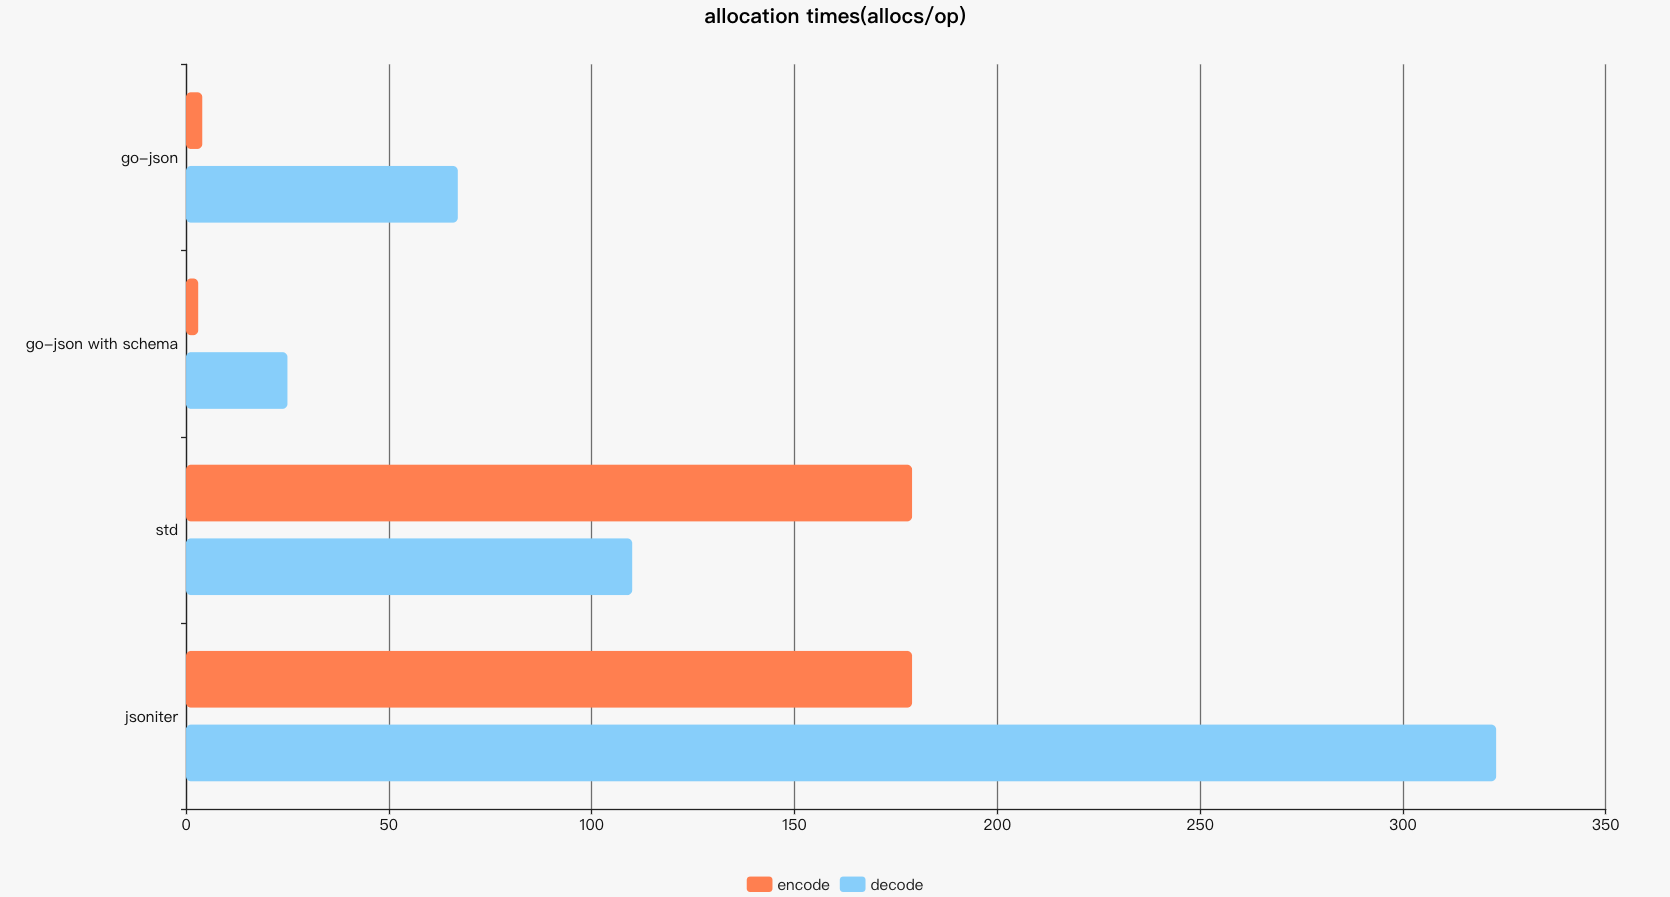 allocation times(allocs/op)
go-json
go-json with schema
std
jsoniter
0 50 100 150 200 250 300 350
encode decode